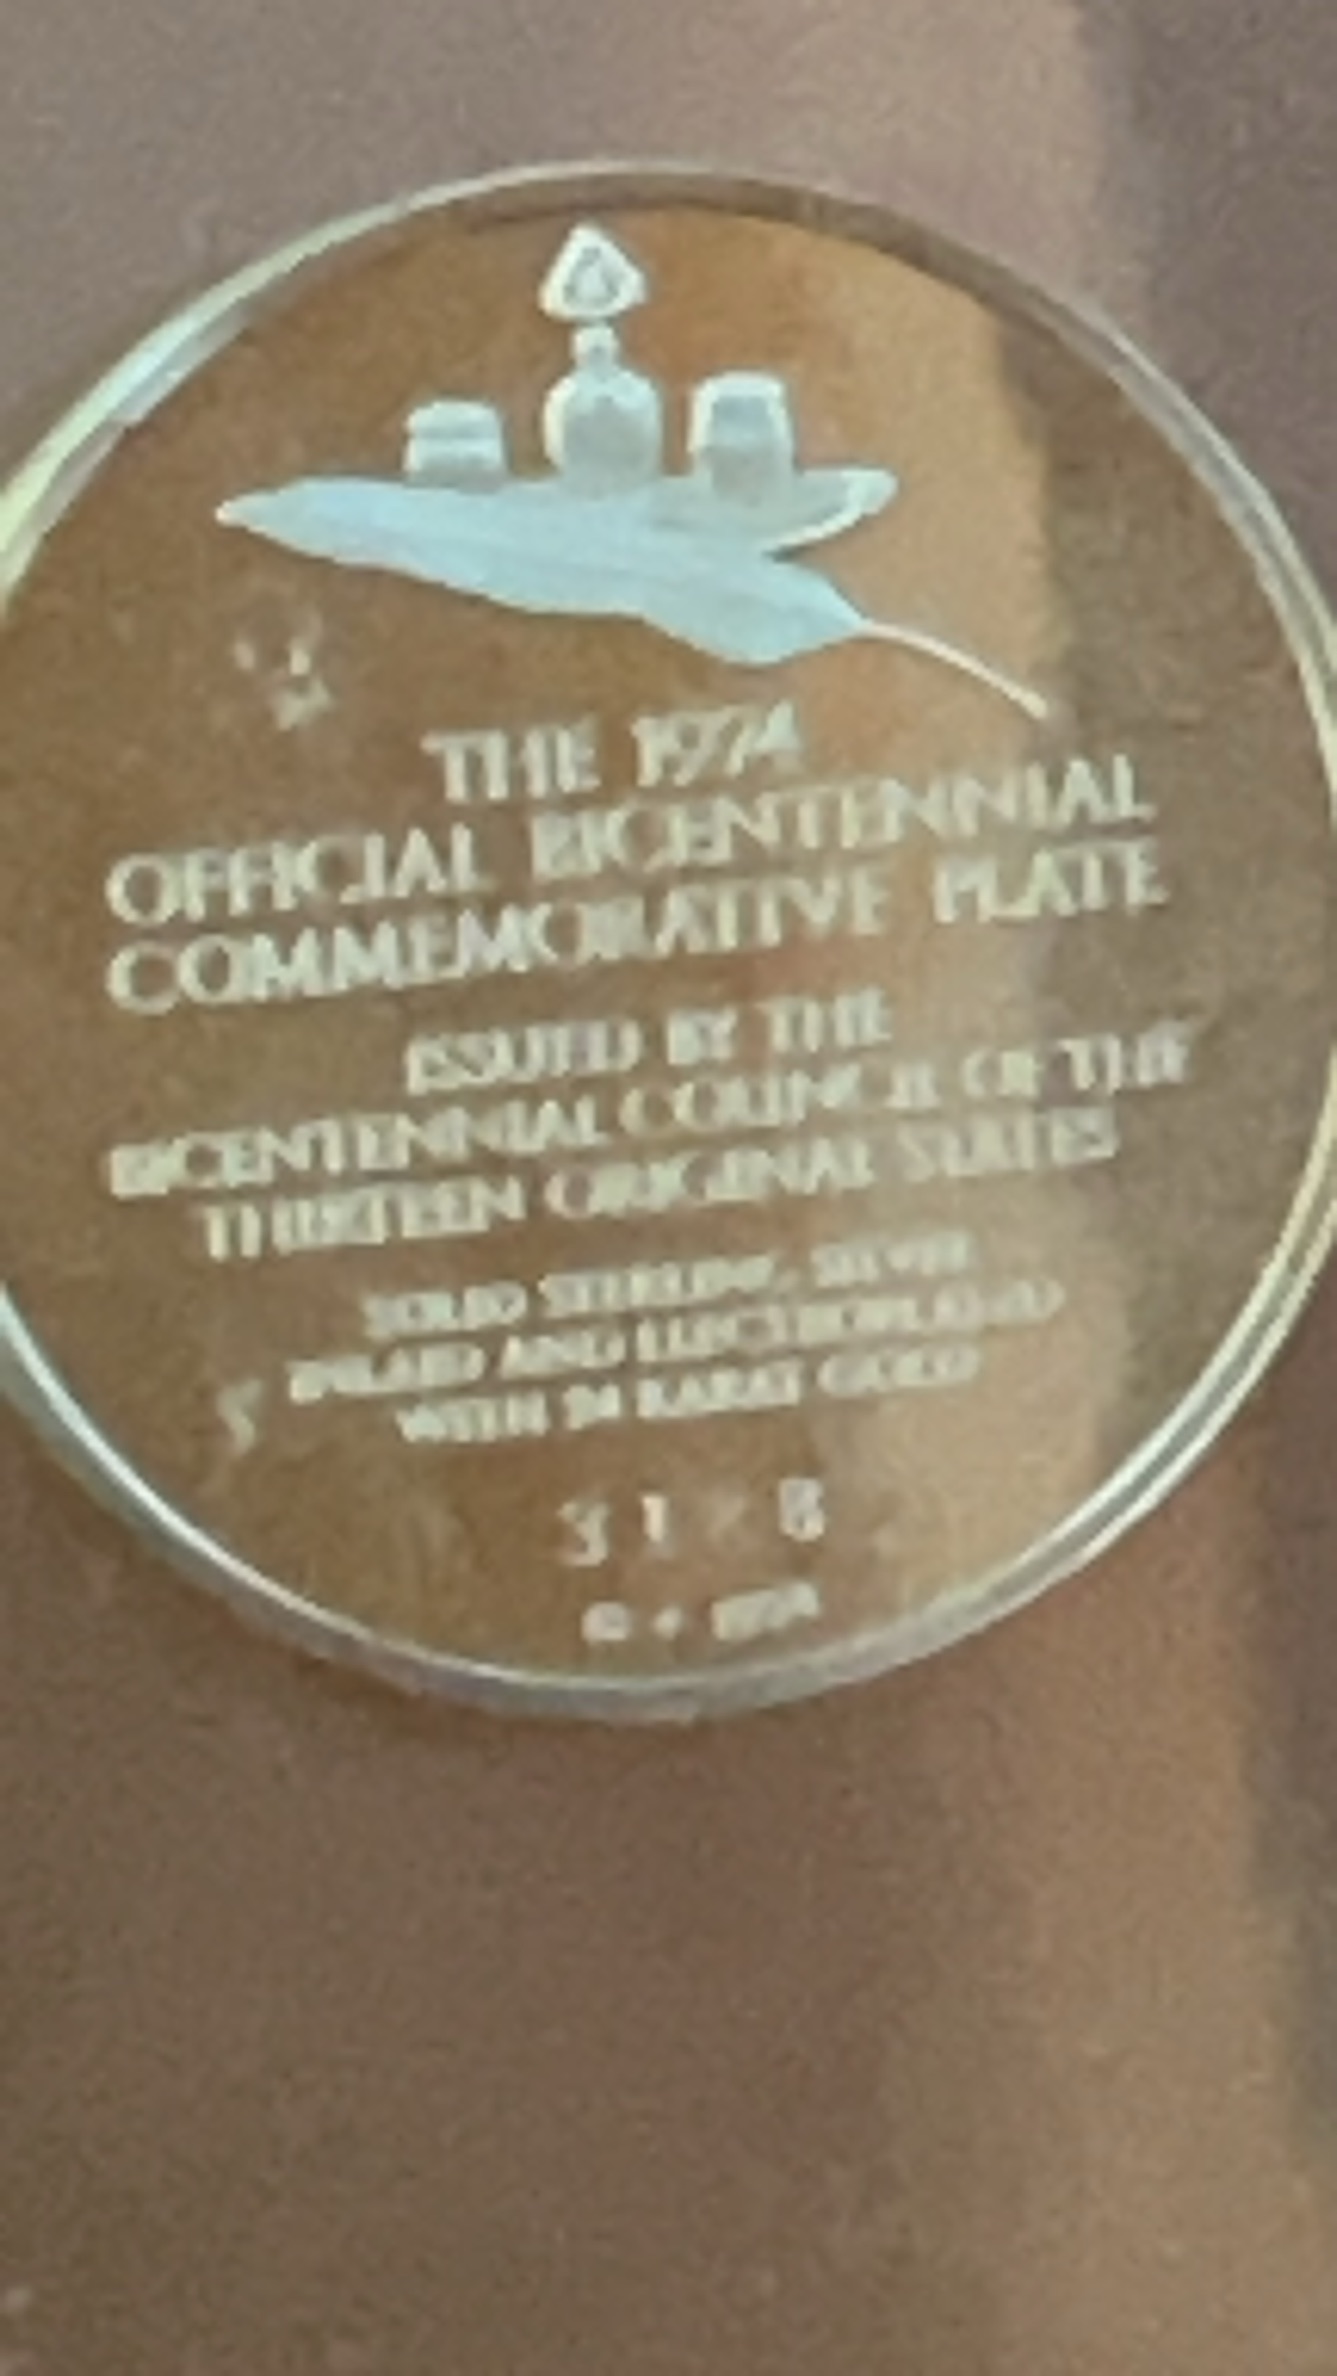 THE 1974
OFFICIAL BICENTENNIAL
COMMEMORATIVE PLATE
ISSUED BY THE
BICENTENNIAL COUNCIL OF THE
THIRTEEN ORIGINAL STATES
SOLID STERLING SILVER
INLAID AND ELECTROPLATED
WITH 24 KARAT GOLD
1974